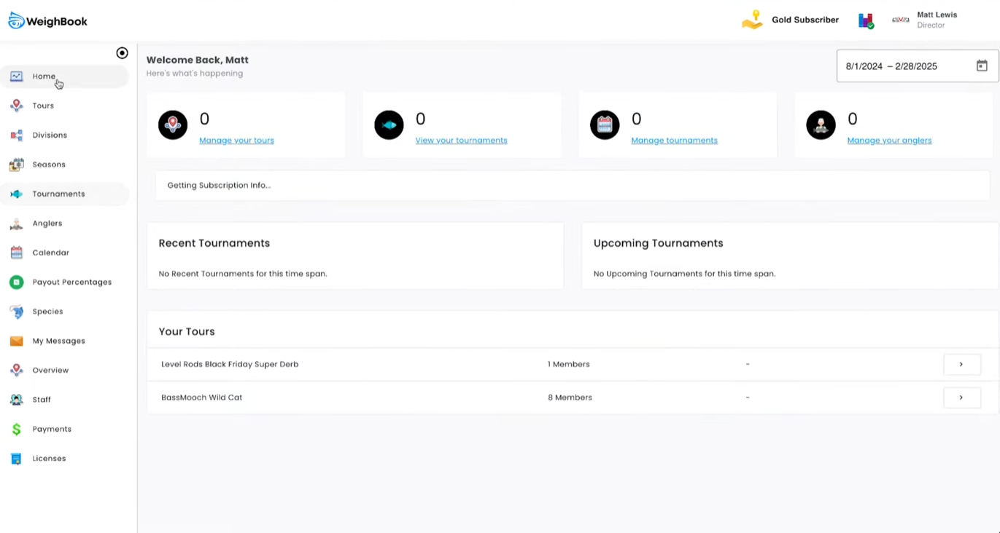 WeighBook
Gold Subscriber
Matt Lewis
Director
Home
Tours
Divisions
Seasons
Tournaments
Anglers
Calendar
Payout Percentages
Species
My Messages
Overview
Staff
Payments
Licenses
Welcome Back, Matt
Here's what's happening
8/1/2024 – 2/28/2025
0
Manage your tours
0
View your tournaments
0
Manage tournaments
0
Manage your anglers
Getting Subscription Info...
Recent Tournaments
No Recent Tournaments for this time span.
Upcoming Tournaments
No Upcoming Tournaments for this time span.
Your Tours
Level Rods Black Friday Super Derb 1 Members - >
BassMooch Wild Cat 8 Members - >